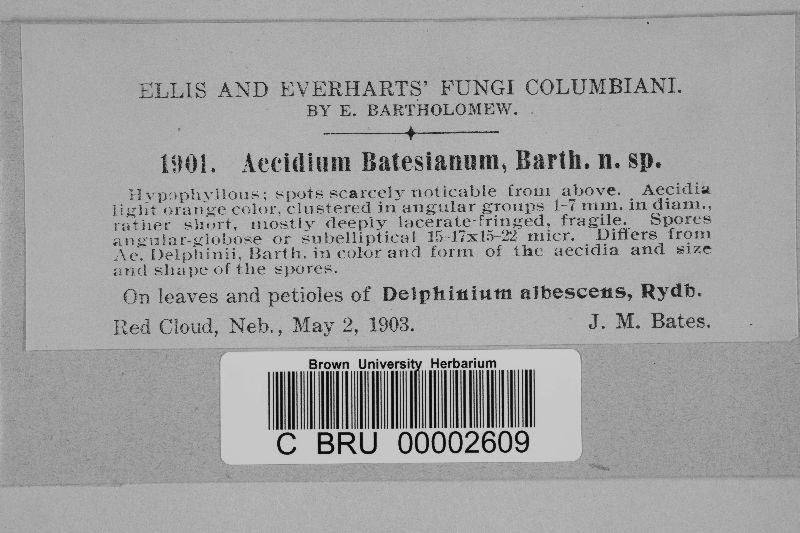 ELLIS AND EVERHARTS' FUNGI COLUMBIANI.
BY E. BARTHOLOMEW.
1901. Aecidium Batesianum, Barth. n. sp.
Hypophyllous; spots scarcely noticable from above. Aecidia
light orange color, clustered in angular groups 1-7 mm. in diam.,
rather short, mostly deeply lacerate-fringed, fragile. Spores
angular-globose or subelliptical 15-17x15-22 micr. Differs from
Ae. Delphinii, Barth. in color and form of the aecidia and size
and shape of the spores.
On leaves and petioles of Delphinium albescens, Rydb.
Red Cloud, Neb., May 2, 1903. J. M. Bates.
Brown University Herbarium
C BRU 00002609